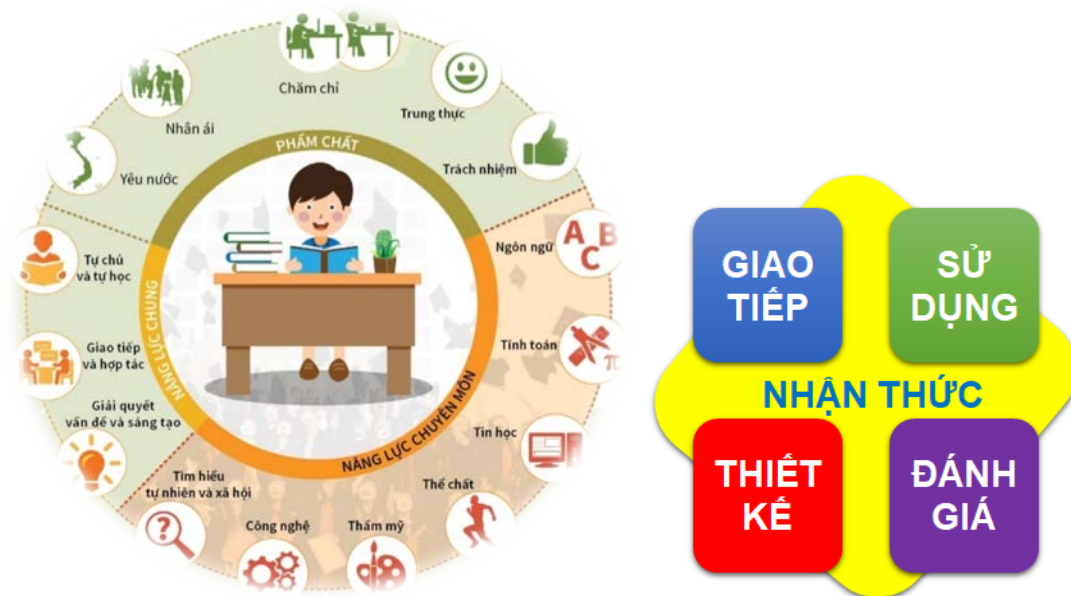 PHẨM CHẤT
Yêu nước
Nhân ái
Chăm chỉ
Trung thực
Trách nhiệm
NĂNG LỰC CHUNG
Tự chủ
và tự học
Giao tiếp
và hợp tác
Giải quyết
vấn đề và sáng tạo
NĂNG LỰC CHUYÊN MÔN
Ngôn ngữ
A B
C
Tính toán
π
Tin học
Thể chất
Thẩm mỹ
Công nghệ
Tìm hiểu
tự nhiên và xã hội
?
GIAO
TIẾP
SỬ
DỤNG
NHẬN THỨC
THIẾT
KẾ
ĐÁNH
GIÁ